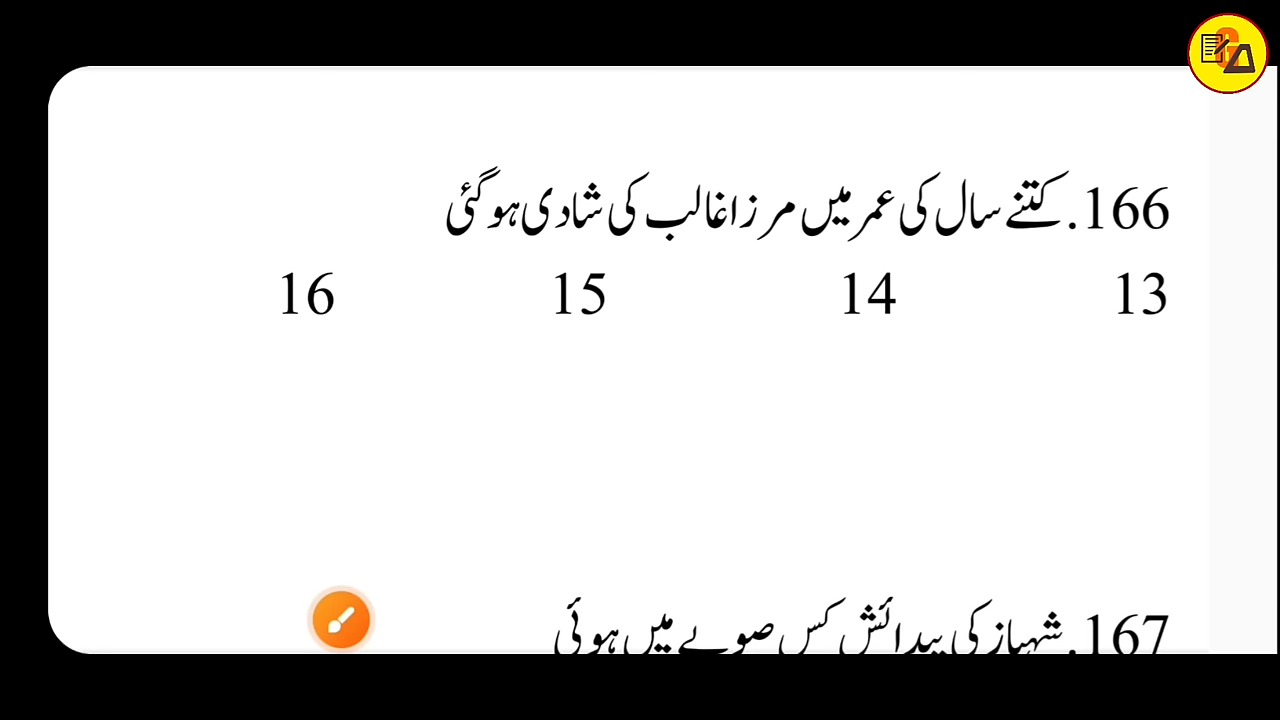 166. کتنے سال کی عمر میں مرزا غالب کی شادی ہو گئی
13 14 15 16
167. شہباز کی پیدائش کس صوبے میں ہوئی